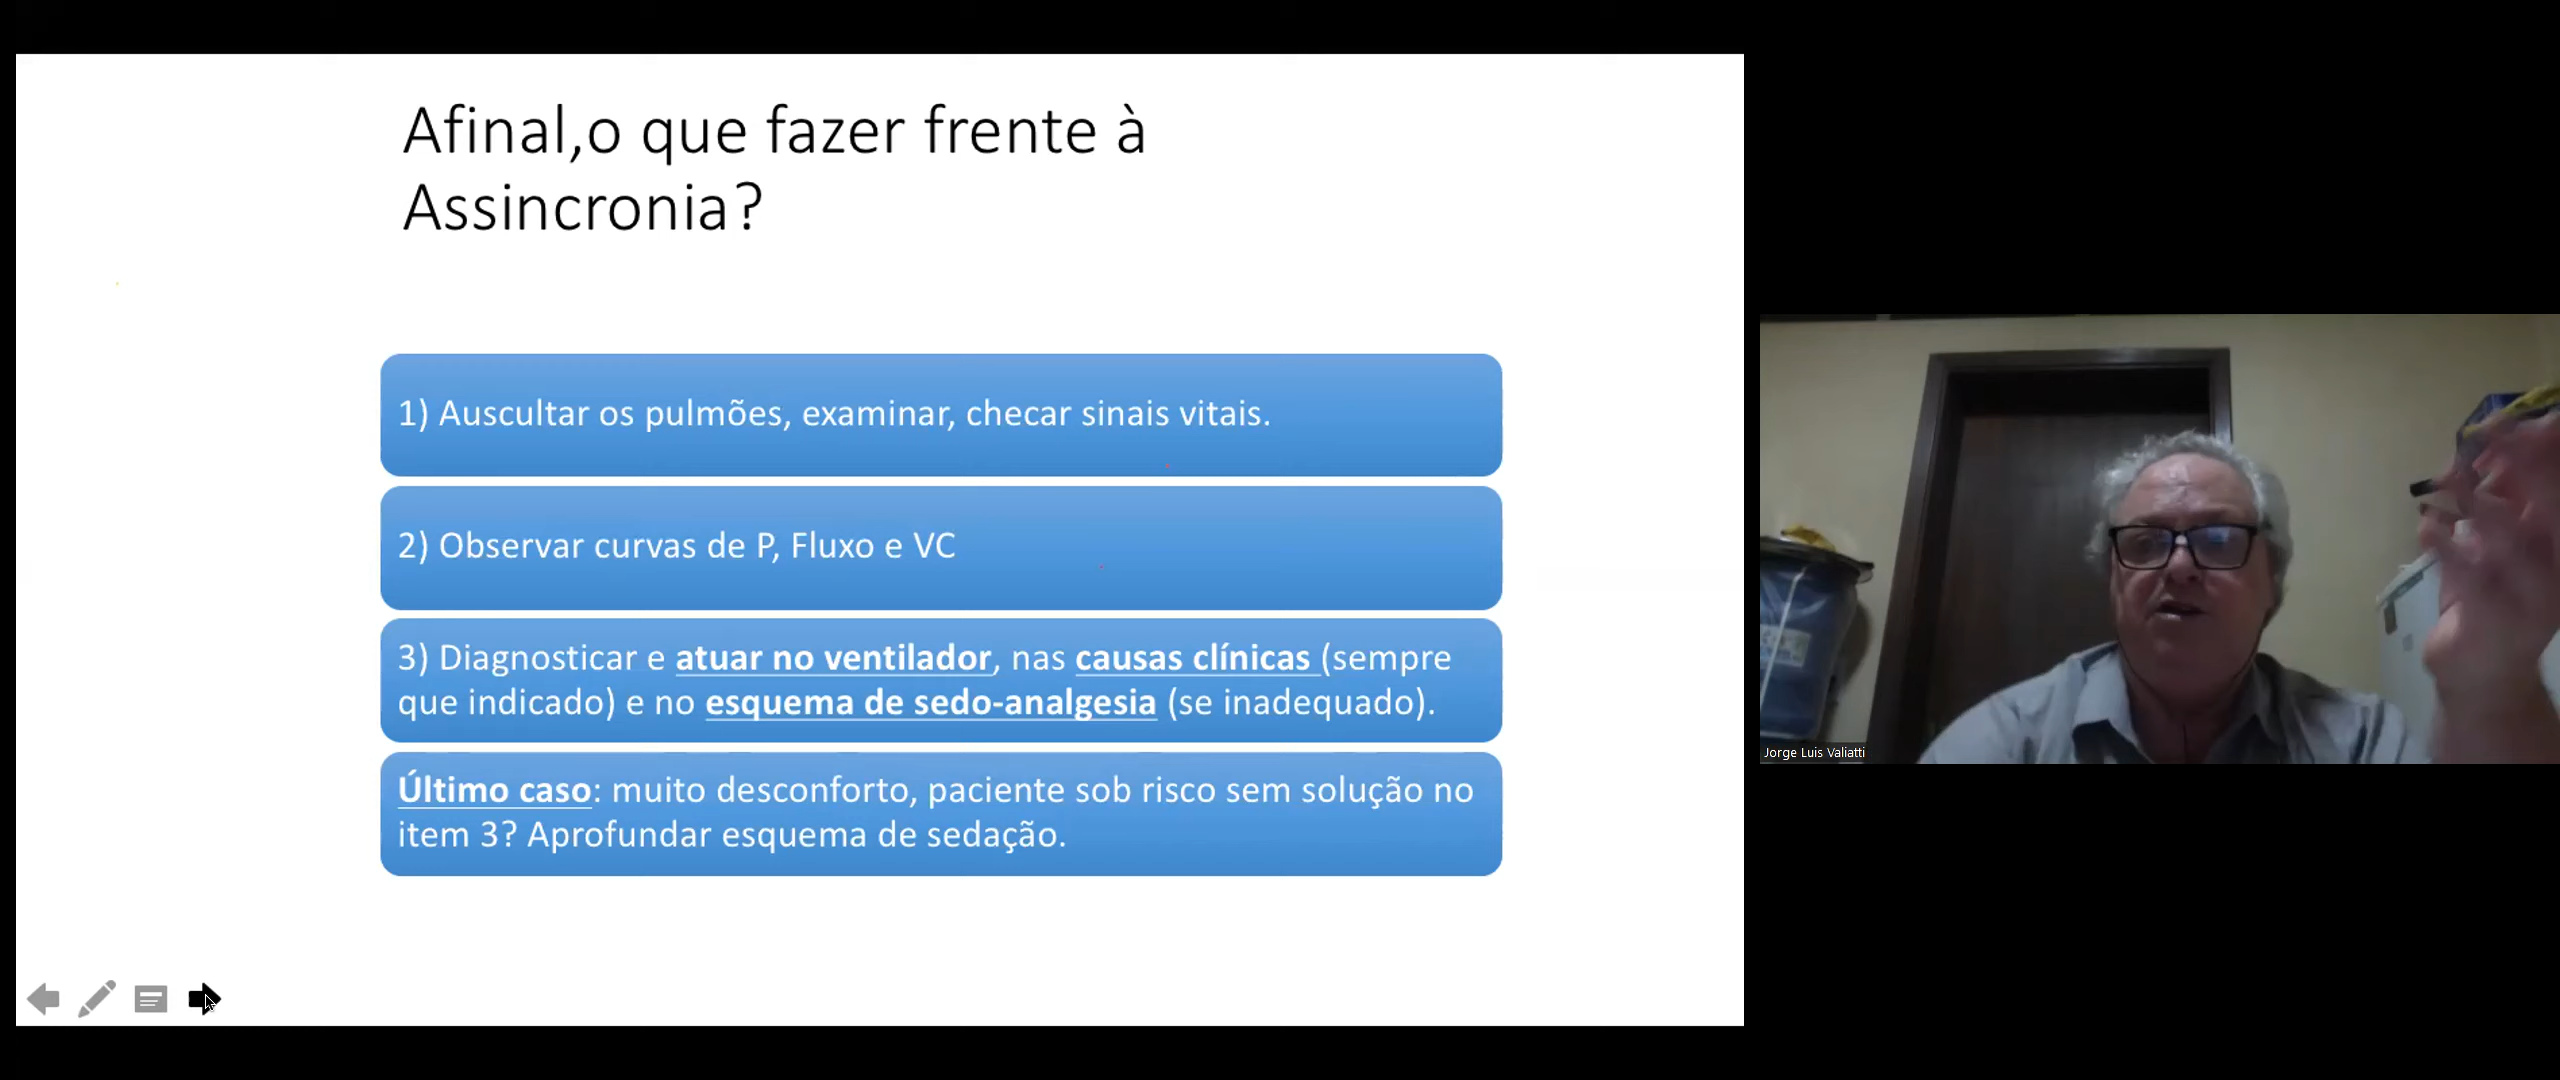 Afinal,o que fazer frente à
Assincronia?
1) Auscultar os pulmões, examinar, checar sinais vitais.
2) Observar curvas de P, Fluxo e VC
3) Diagnosticar e atuar no ventilador, nas causas clínicas (sempre
que indicado) e no esquema de sedo-analgesia (se inadequado).
Último caso: muito desconforto, paciente sob risco sem solução no
item 3? Aprofundar esquema de sedação.
Jorge Luis Valiatti